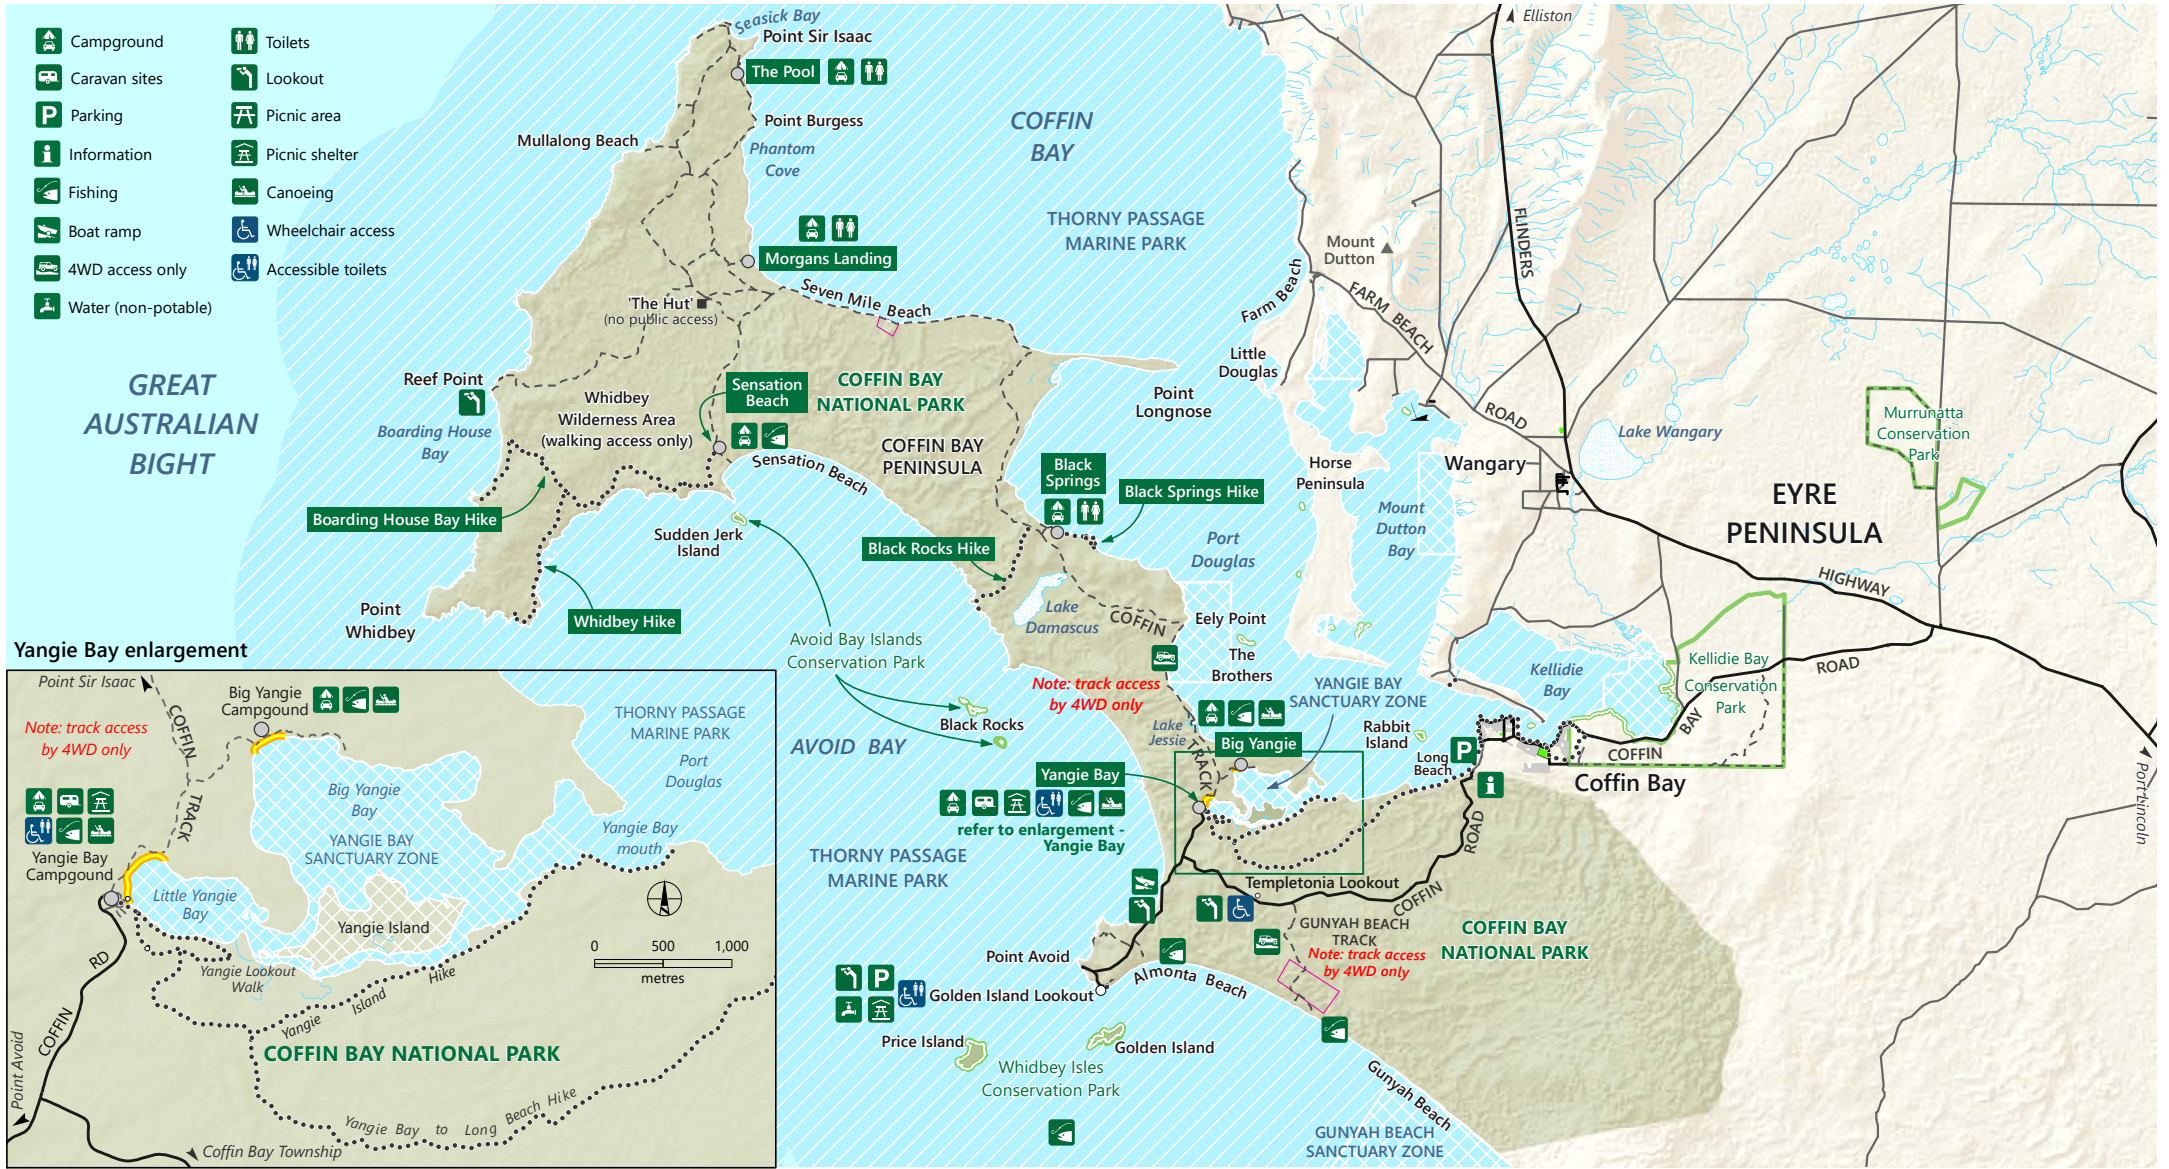 Campground
Caravan sites
Parking
Information
Fishing
Boat ramp
4WD access only
Water (non-potable)
Toilets
Lookout
Picnic area
Picnic shelter
Canoeing
Wheelchair access
Accessible toilets
Seasick Bay
Point Sir Isaac
The Pool
Point Burgess
Mullalong Beach
Phantom
Cove
COFFIN
BAY
THORNY PASSAGE
MARINE PARK
Morgans Landing
Seven Mile Beach
'The Hut'
(no public access)
GREAT
AUSTRALIAN
BIGHT
Reef Point
Boarding House
Bay
Whidbey
Wilderness Area
(walking access only)
Sensation
Beach
COFFIN BAY
NATIONAL PARK
COFFIN BAY
PENINSULA
Sensation Beach
Boarding House Bay Hike
Sudden Jerk
Island
Whidbey Hike
Point
Whidbey
Black
Springs
Black Springs Hike
Black Rocks Hike
Lake
Damascus
COFFIN
TRACK
Port
Douglas
Point
Longnose
Eely Point
The
Brothers
Avoid Bay Islands
Conservation Park
Black Rocks
AVOID BAY
Note: track access
by 4WD only
Lake
Jessie
YANGIE BAY
SANCTUARY ZONE
Rabbit
Island
Long
Beach
Big Yangie
Yangie Bay
refer to enlargement -
Yangie Bay
THORNY PASSAGE
MARINE PARK
Templetonia Lookout
COFFIN
ROAD
GUNYAH BEACH
TRACK
Note: track access
by 4WD only
COFFIN BAY
NATIONAL PARK
Point Avoid
Almonta Beach
Golden Island Lookout
Price Island
Golden Island
Whidbey Isles
Conservation Park
Gunyah Beach
GUNYAH BEACH
SANCTUARY ZONE
Elliston
FLINDERS
HIGHWAY
Mount
Dutton
Farm Beach
FARM BEACH
ROAD
Little
Douglas
Horse
Peninsula
Mount
Dutton
Bay
Wangary
Lake Wangary
Murrunatta
Conservation
Park
EYRE
PENINSULA
Kellidie
Bay
Kellidie Bay
Conservation
Park
COFFIN
BAY
ROAD
Coffin Bay
Port Lincoln
Yangie Bay enlargement
Point Sir Isaac
COFFIN
TRACK
Big Yangie
Campgound
Note: track access
by 4WD only
THORNY PASSAGE
MARINE PARK
Port
Douglas
Big Yangie
Bay
YANGIE BAY
SANCTUARY ZONE
Yangie Bay
mouth
Yangie Bay
Campground
Little Yangie
Bay
Yangie Island
Yangie Lookout
Walk
Yangie Island Hike
0 500 1,000
metres
COFFIN RD
COFFIN BAY NATIONAL PARK
Yangie Bay to Long Beach Hike
Point Avoid
Coffin Bay Township